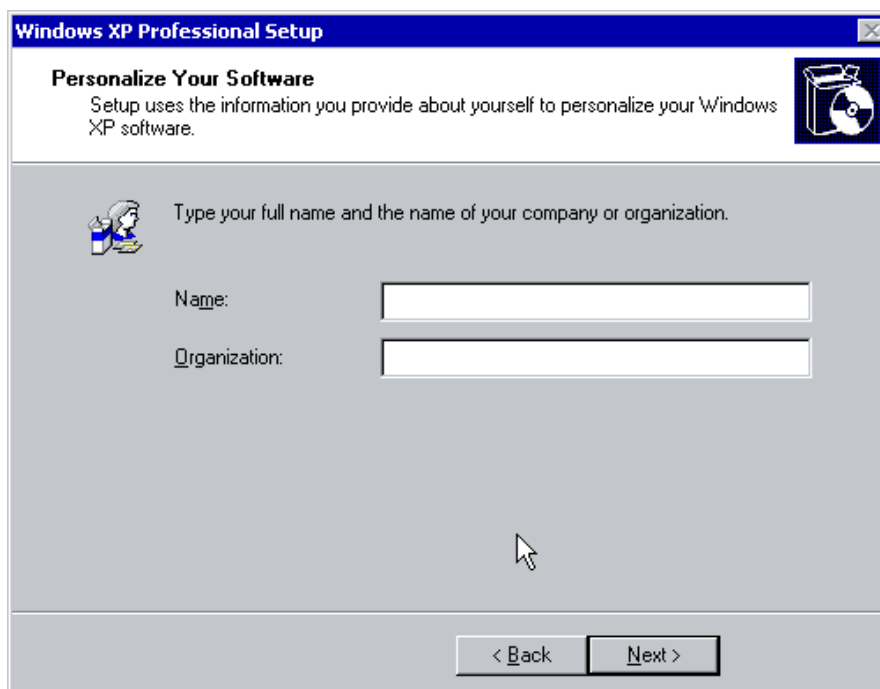 Windows XP Professional Setup
Personalize Your Software
Setup uses the information you provide about yourself to personalize your Windows
XP software.
Type your full name and the name of your company or organization.
Name:
Organization:
< Back Next >